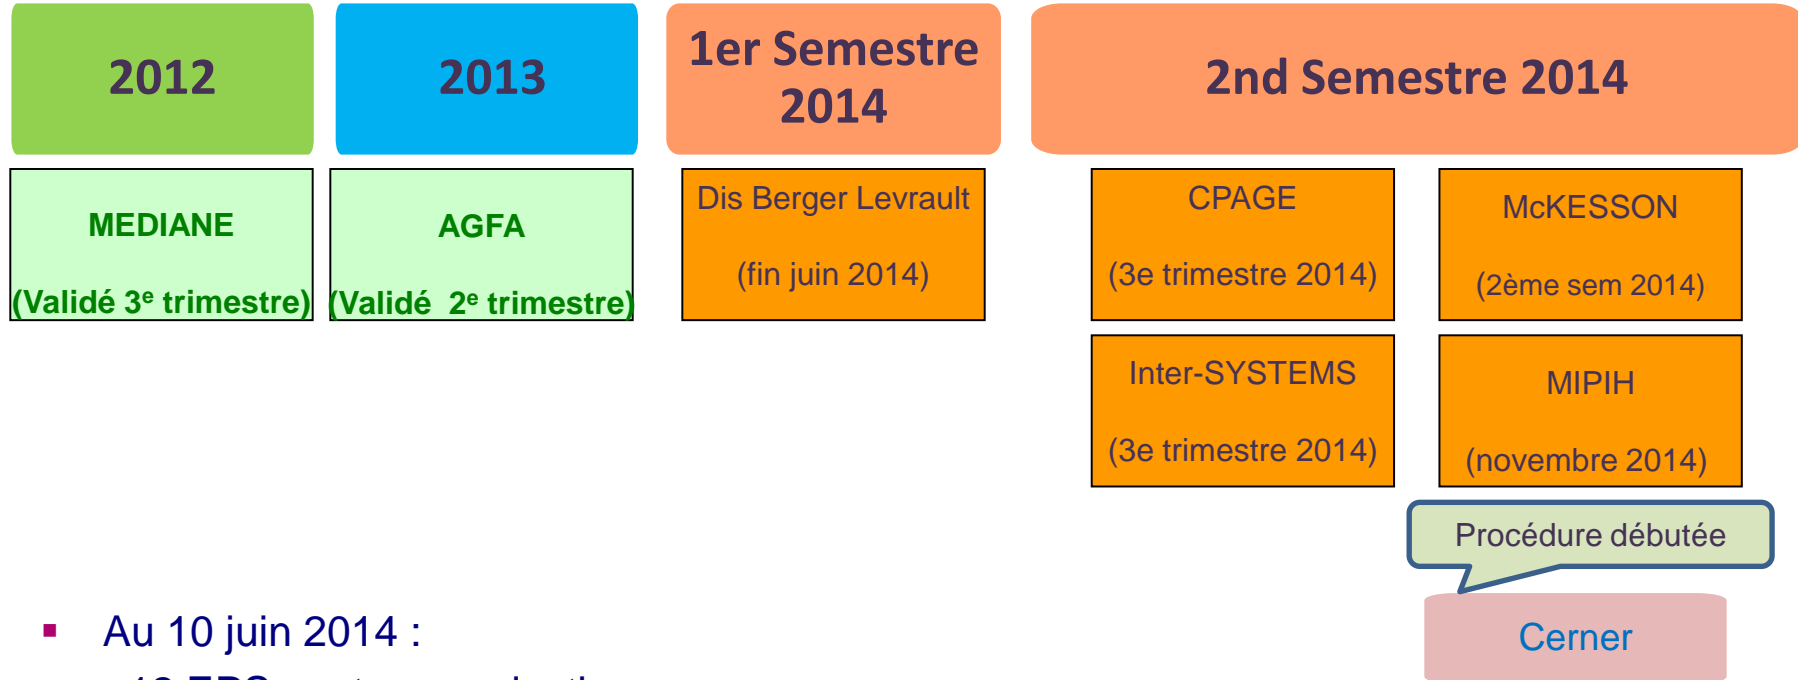 2012
2013
1er Semestre
2014
2nd Semestre 2014
MEDIANE
(Validé 3e trimestre)
AGFA
(Validé 2e trimestre)
Dis Berger Levrault
(fin juin 2014)
CPAGE
(3e trimestre 2014)
McKESSON
(2ème sem 2014)
Inter-SYSTEMS
(3e trimestre 2014)
MIPIH
(novembre 2014)
Procédure débutée
Cerner
▪ Au 10 juin 2014 :